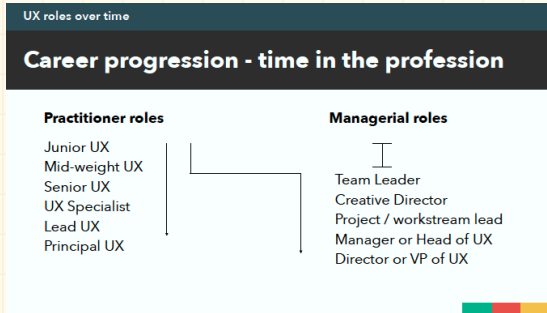 UX roles over time
Career progression - time in the profession
Practitioner roles
Junior UX
Mid-weight UX
Senior UX
UX Specialist
Lead UX
Principal UX
Managerial roles
Team Leader
Creative Director
Project / workstream lead
Manager or Head of UX
Director or VP of UX